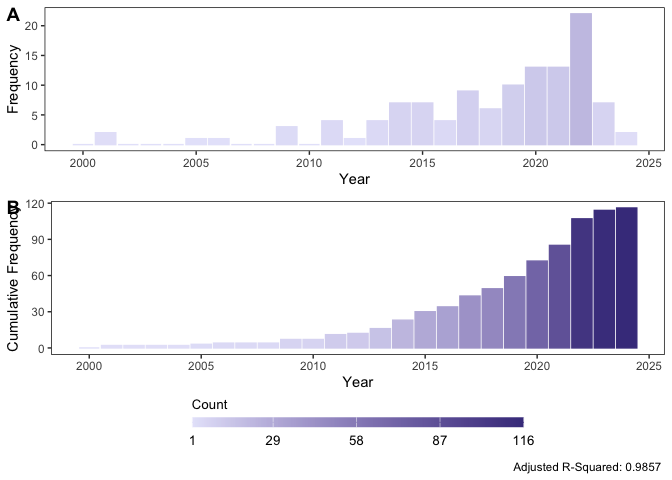 A
Frequency
20
15
10
5
0
2000 2005 2010 2015 2020 2025
Year
B
Cumulative Frequency
120
90
60
30
0
2000 2005 2010 2015 2020 2025
Year
Count
1 29 58 87 116
Adjusted R-Squared: 0.9857